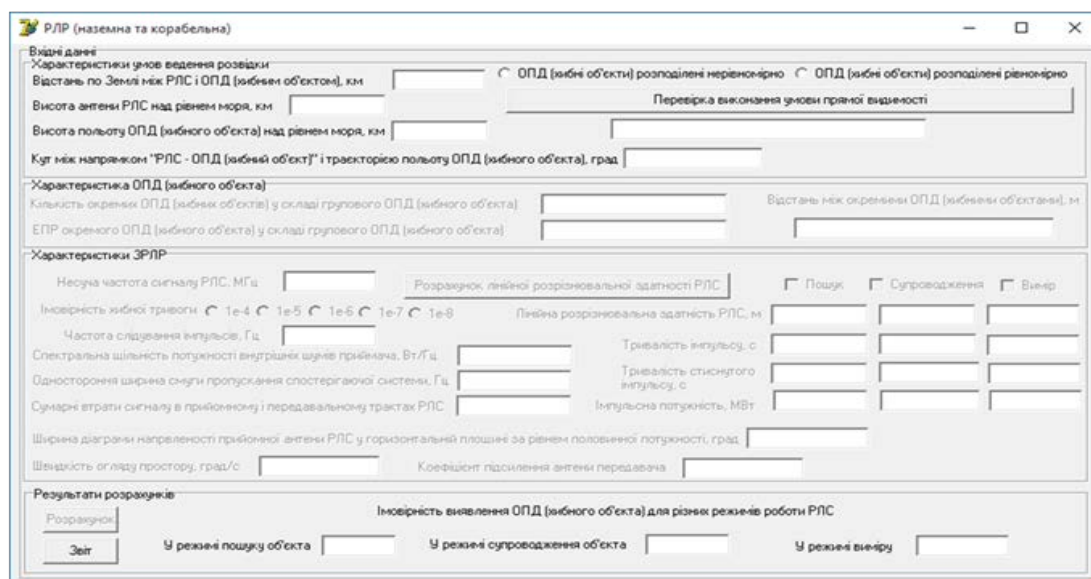 РЛР (наземна та корабельна)
Вхідні данні
Характеристики умов ведення розвідки
Відстань по Землі між РЛС і ОПД (хибним об'єктом), км
ОПД (хибні об'єкти) розподілені нерівномірно
ОПД (хибні об'єкти) розподілені рівномірно
Висота антени РЛС над рівнем моря, км
Перевірка виконання умови прямої видимості
Висота польоту ОПД (хибного об'єкта) над рівнем моря, км
Кут між напрямком "РЛС - ОПД (хибний об'єкт)" і траєкторією польоту ОПД (хибного об'єкта), град
Характеристика ОПД (хибного об'єкта)
Кількість окремих ОПД (хибних об'єктів) у складі групового ОПД (хибного об'єкта)
Відстань між окремими ОПД (хибними об'єктами), м
ЕПР окремого ОПД (хибного об'єкта) у складі групового ОПД (хибного об'єкта)
Характеристики ЗРЛР
Несуча частота сигналу РЛС, МГц
Розрахунок лінійної розрізнювальної здатності РЛС
Пошук
Супроводження
Вимір
Імовірність хибної тривоги 1e-4 1e-5 1e-6 1e-7 1e-8
Лінійна розрізнювальна здатність РЛС, м
Частота слідування імпульсів, Гц
Тривалість імпульсу, с
Спектральна щільність потужності внутрішніх шумів приймача, Вт/Гц
Тривалість стиснутого
імпульсу, с
Одностороння ширина смуги пропускання спостерігаючої системи, Гц
Сумарні втрати сигналу в прийомному і передавальному трактах РЛС
Імпульсна потужність, МВт
Ширина діаграми напрвленості прийомної антени РЛС у горизонтальній площині за рівнем половинної потужності, град
Швидкість огляду простору, град/с
Коефіцієнт підсилення антени передавача
Результати розрахунків
Розрахунок
Імовірність виявлення ОПД (хибного об'єкта) для різних режимів роботи РЛС
Звіт
У режимі пошуку об'єкта
У режимі супроводження об'єкта
У режимі виміру